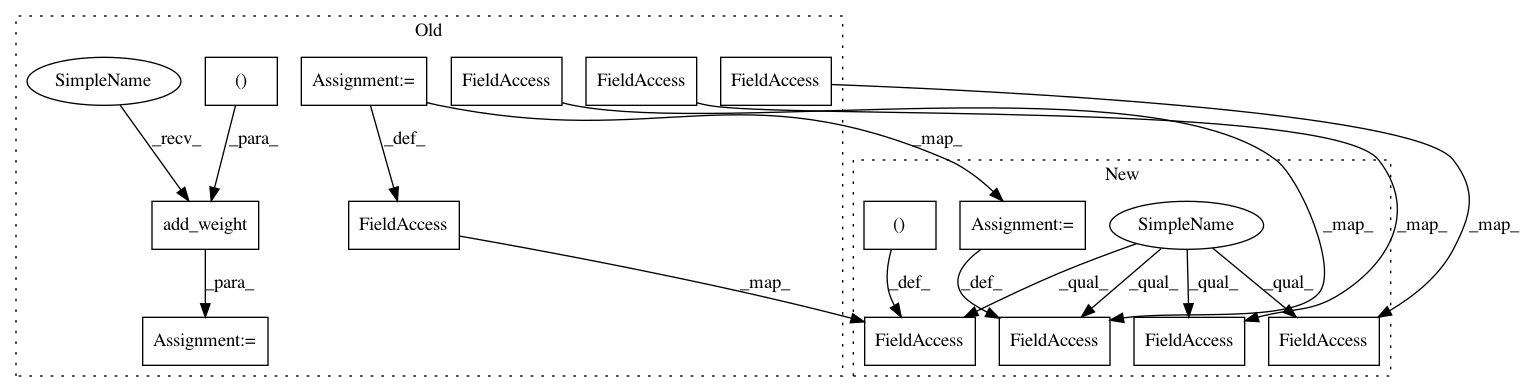 Old
SimpleName
()
Assignment:=
FieldAccess
FieldAccess
FieldAccess
_recv_
_para_
_def_
_map_
New
add_weight
FieldAccess
()
Assignment:=
SimpleName
_map_
_map_
_map_
_para_
_map_
_def_
_def_
_qual_
_qual_
_qual_
_qual_
Assignment:=
FieldAccess
FieldAccess
FieldAccess
FieldAccess